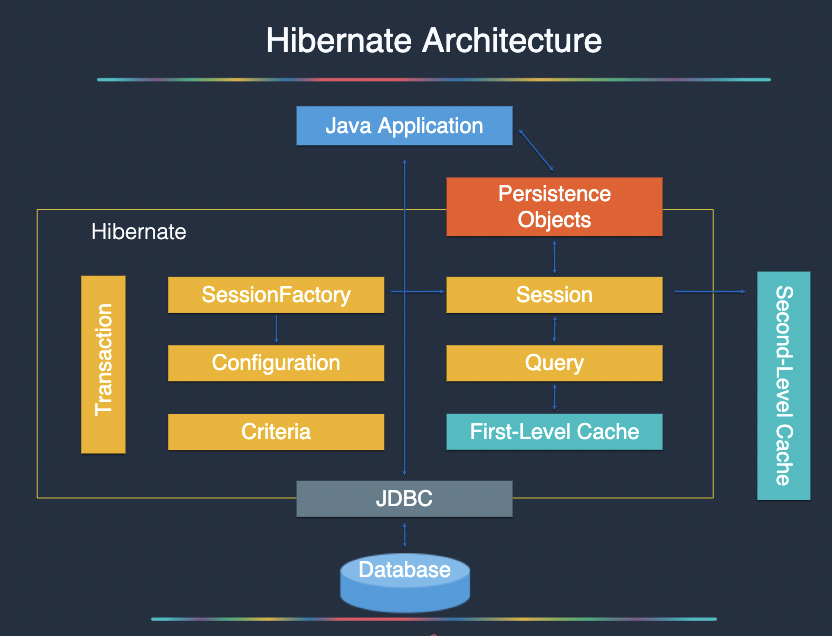 Hibernate Architecture
Java Application
Persistence
Objects
Hibernate
Transaction
SessionFactory
Session
Configuration
Query
Criteria
First-Level Cache
Second-Level Cache
JDBC
Database